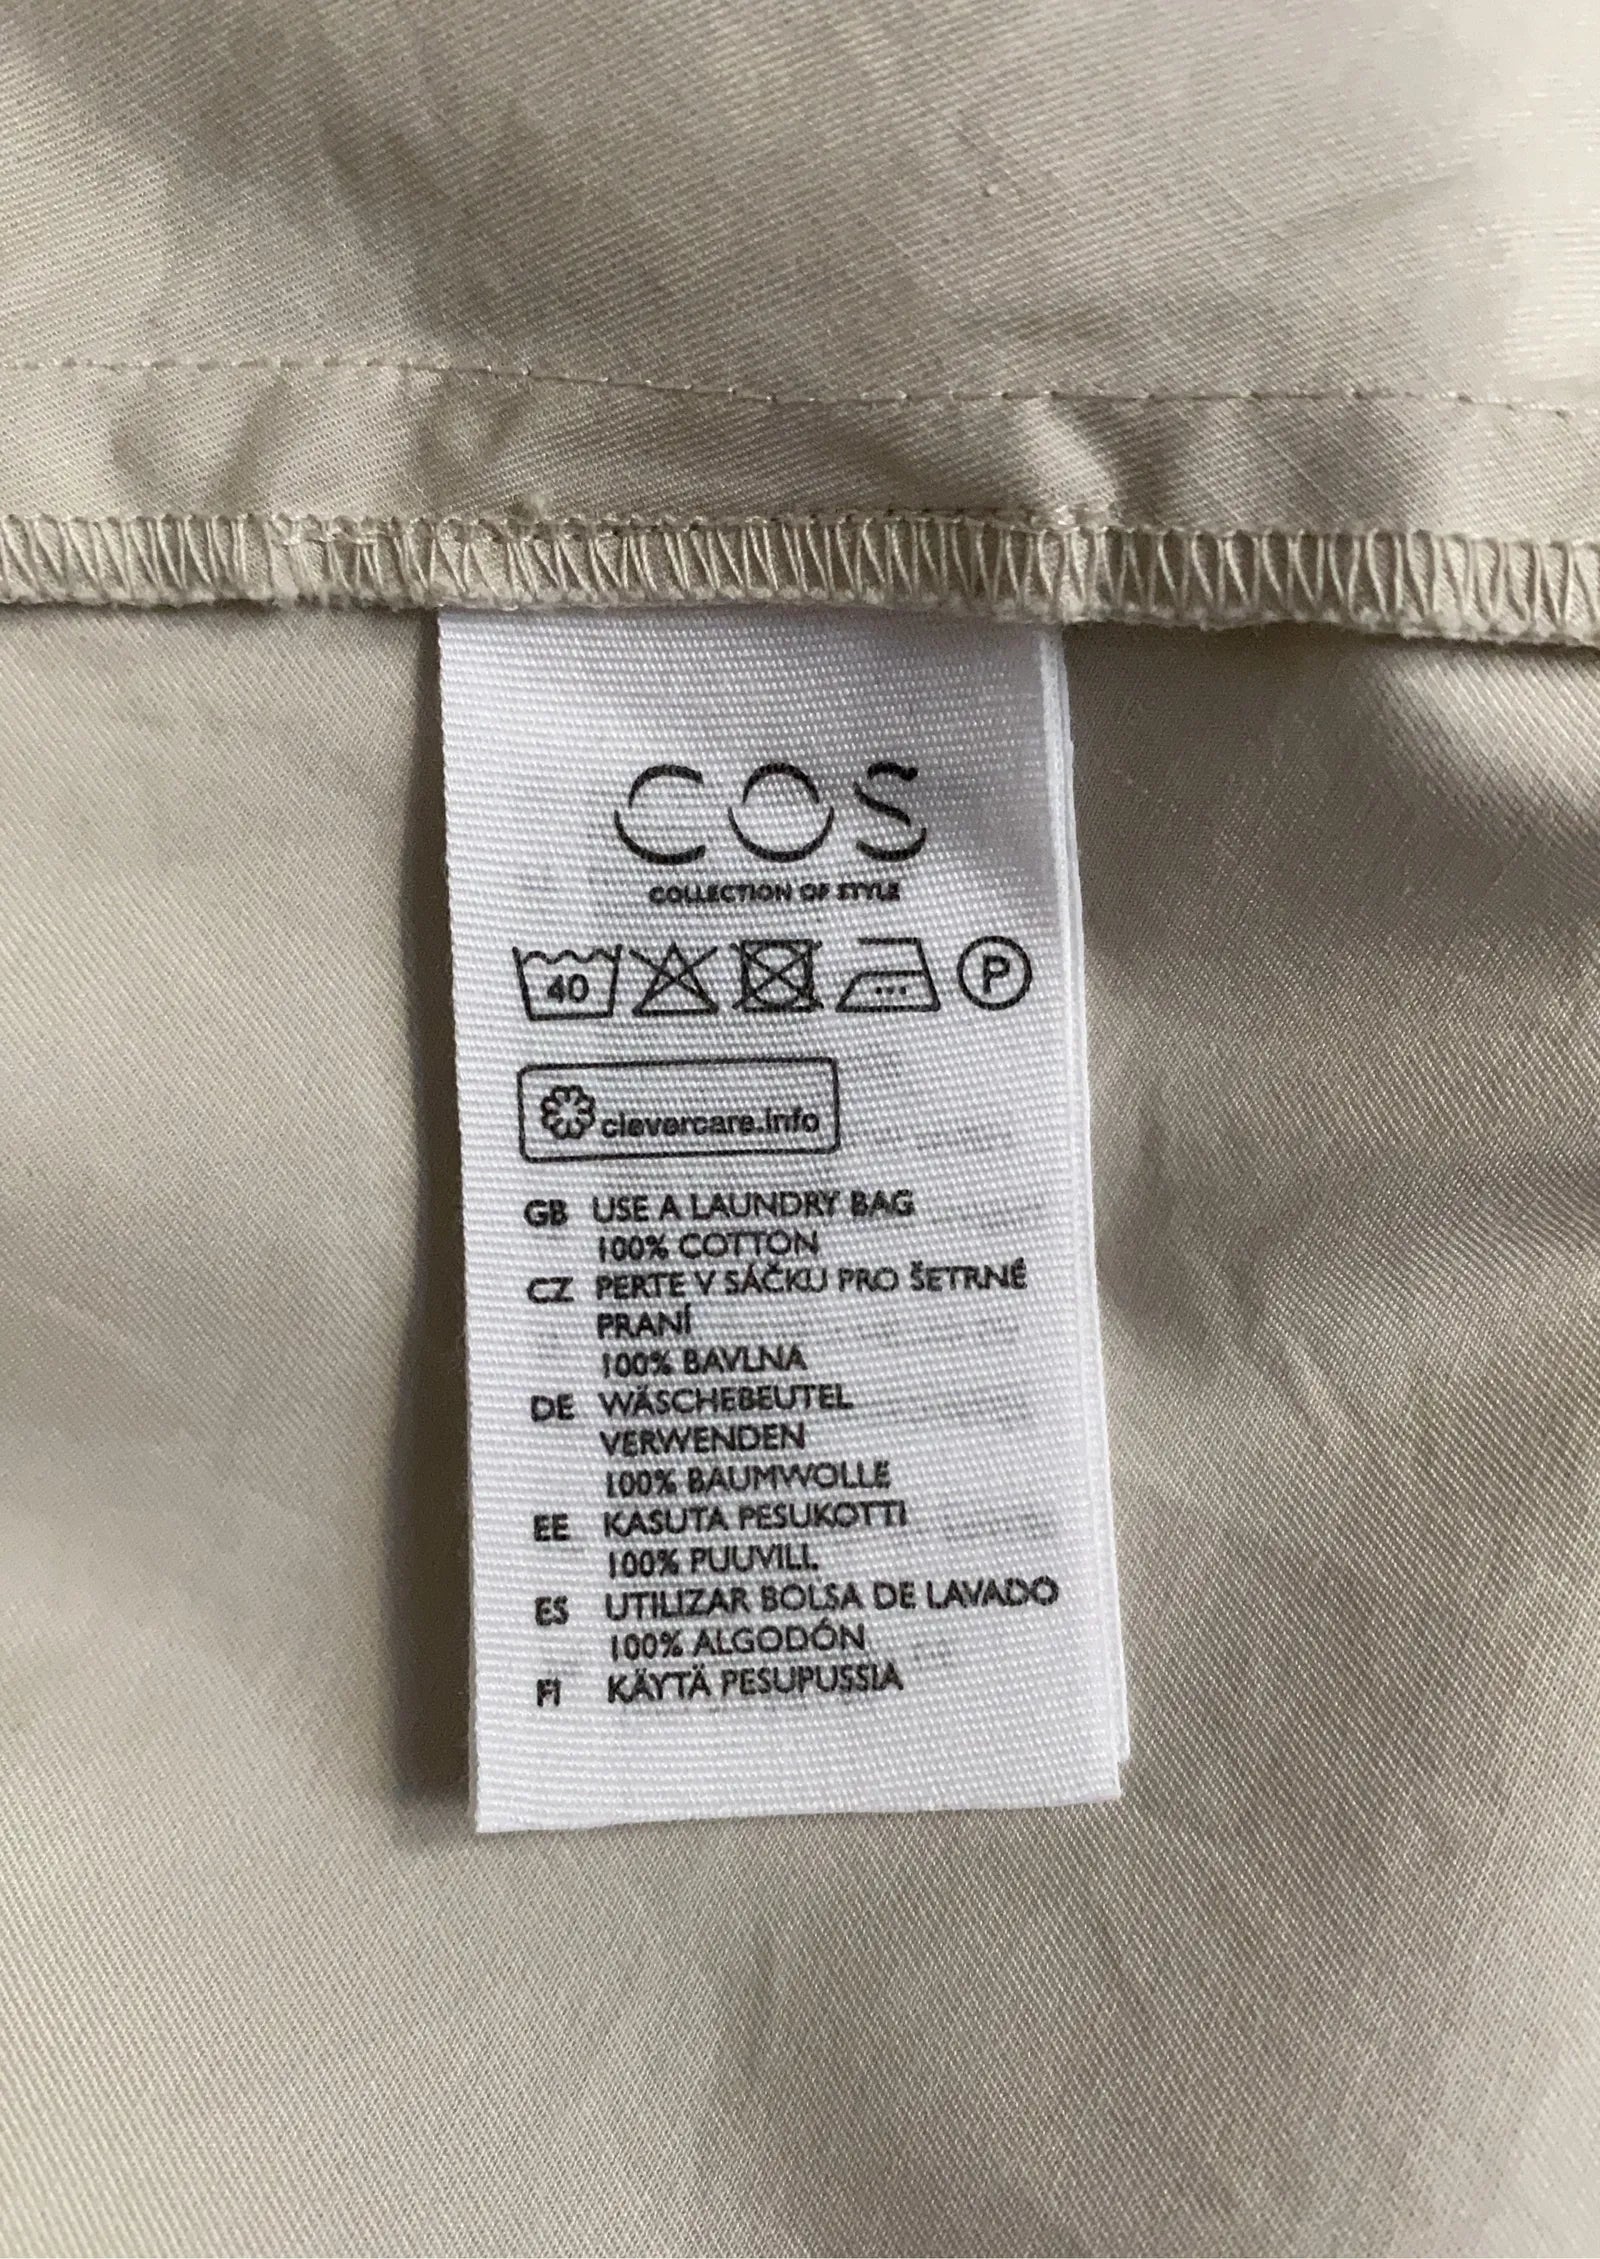 COS
COLLECTION OF STYLE
40 P
clevercare.info
GB USE A LAUNDRY BAG
100% COTTON
CZ PERTE V SÁČKU PRO ŠETRNÉ
PRANÍ
100% BAVLNA
DE WÄSCHEBEUTEL
VERWENDEN
100% BAUMWOLLE
EE KASUTA PESUKOTTI
100% PUUVILL
ES UTILIZAR BOLSA DE LAVADO
100% ALGODÓN
FI KÄYTÄ PESUPUSSIA